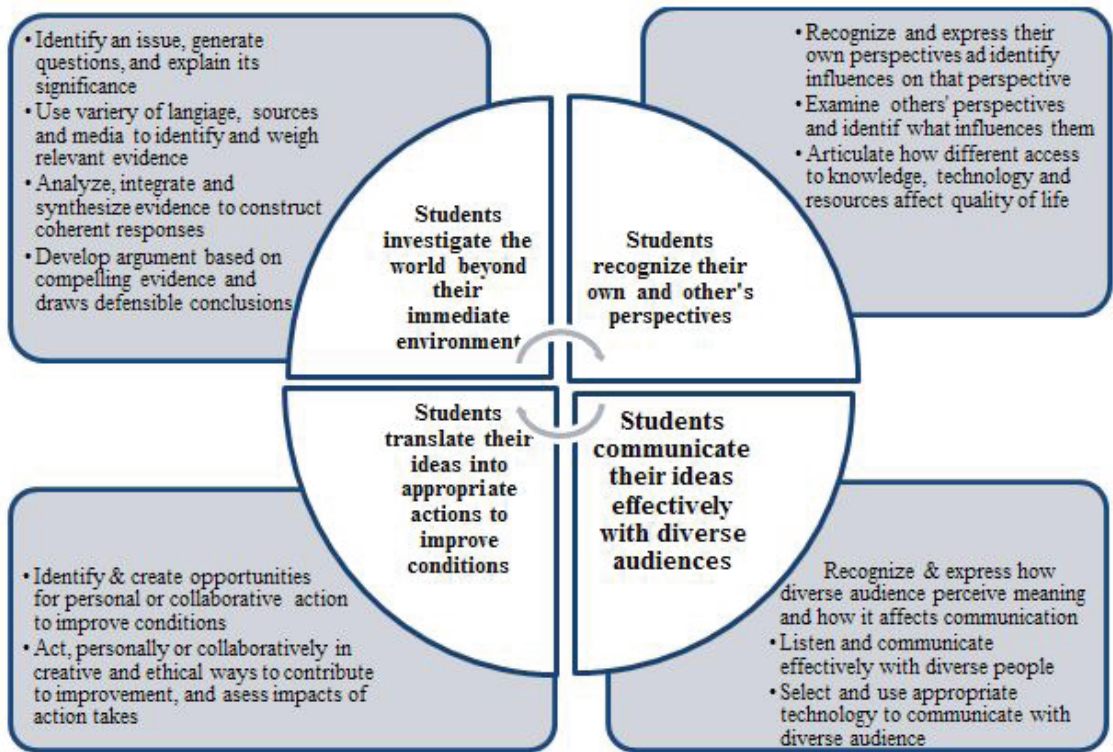 •Identify an issue, generate
questions, and explain its
significance
•Use variery of langiage, sources
and media to identify and weigh
relevant evidence
•Analyze, integrate and
synthesize evidence to construct
coherent responses
•Develop argument based on
compelling evidence and
draws defensible conclusions
Students
investigate the
world beyond
their
immediate
environment
•Recognize and express their
own perspectives ad identify
influences on that perspective
•Examine others' perspectives
and identif what influences them
•Articulate how different access
to knowledge, technology and
resources affect quality of life
Students
recognize their
own and other's
perspectives
Students
translate their
ideas into
appropriate
actions to
improve
conditions
•Identify & create opportunities
for personal or collaborative action
to improve conditions
•Act, personally or collaboratively in
creative and ethical ways to contribute
to improvement, and asess impacts of
action takes
Students
communicate
their ideas
effectively
with diverse
audiences
Recognize & express how
diverse audience perceive meaning
and how it affects communication
•Listen and communicate
effectively with diverse people
•Select and use appropriate
technology to communicate with
diverse audience